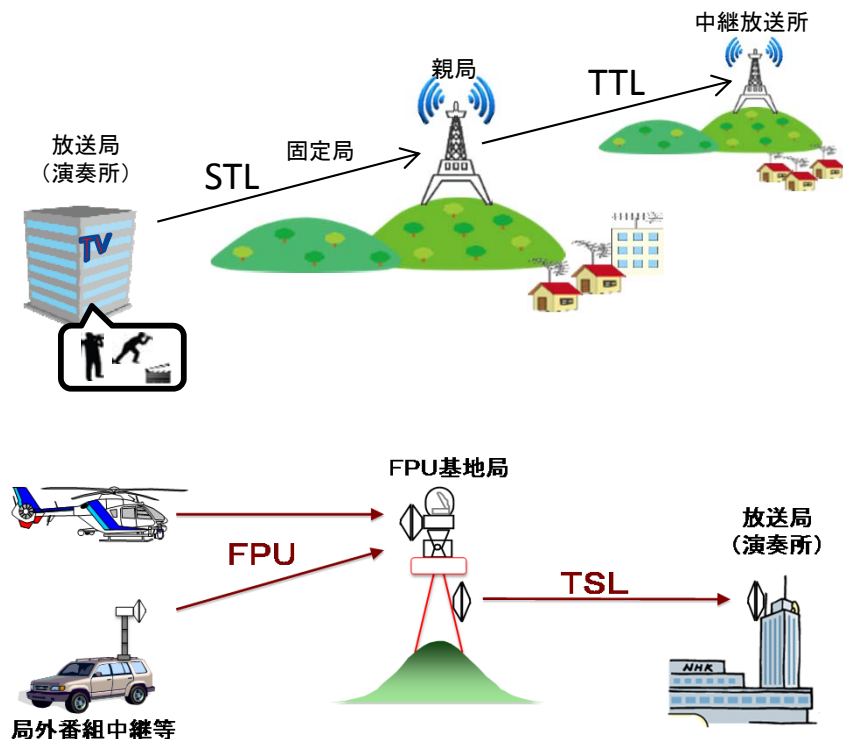 中継放送所
親局
TTL
放送局
(演奏所)
固定局
STL
TV
FPU基地局
放送局
(演奏所)
FPU
TSL
NHK
局外番組中継等